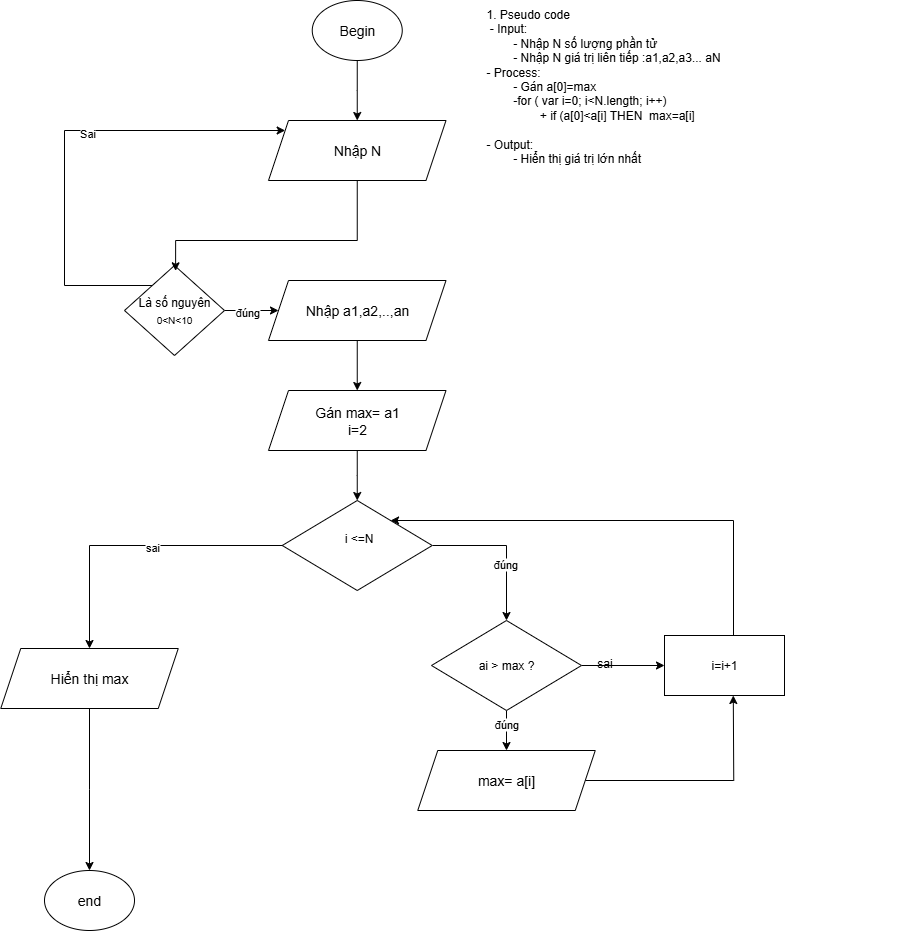 Begin
1. Pseudo code
- Input:
- Nhập N số lượng phần tử
- Nhập N giá trị liên tiếp :a1,a2,a3... aN
- Process:
- Gán a[0]=max
-for ( var i=0; i<N.length; i++)
+ if (a[0]<a[i] THEN  max=a[i]
- Output:
- Hiển thị giá trị lớn nhất
Sai
Nhập N
Là số nguyên
0<N<10
đúng
Nhập a1,a2,..,an
Gán max= a1
i=2
i <=N
sai
đúng
ai > max ?
sai
i=i+1
Hiển thị max
đúng
max= a[i]
end